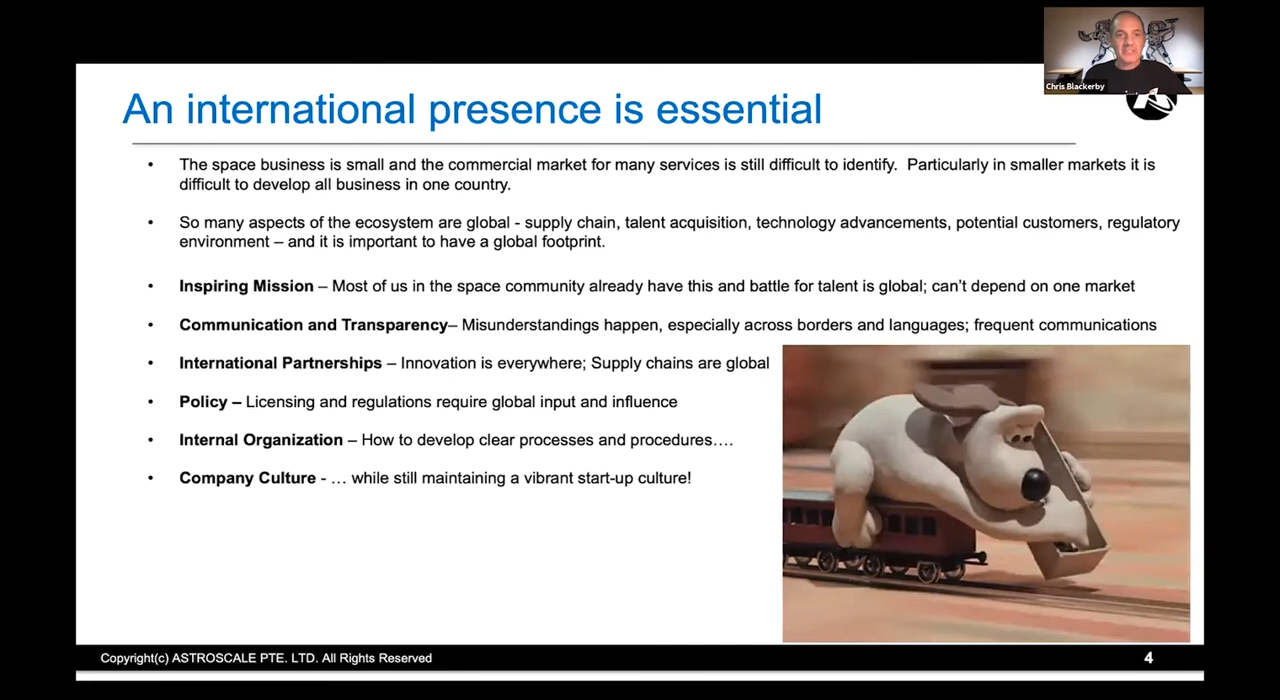 Chris Blackerby
An international presence is essential
• The space business is small and the commercial market for many services is still difficult to identify.  Particularly in smaller markets it is
difficult to develop all business in one country.
• So many aspects of the ecosystem are global - supply chain, talent acquisition, technology advancements, potential customers, regulatory
environment – and it is important to have a global footprint.
• Inspiring Mission – Most of us in the space community already have this and battle for talent is global; can’t depend on one market
• Communication and Transparency– Misunderstandings happen, especially across borders and languages; frequent communications
• International Partnerships – Innovation is everywhere; Supply chains are global
• Policy – Licensing and regulations require global input and influence
• Internal Organization – How to develop clear processes and procedures….
• Company Culture - … while still maintaining a vibrant start-up culture!
Copyright(c) ASTROSCALE PTE. LTD. All Rights Reserved
4